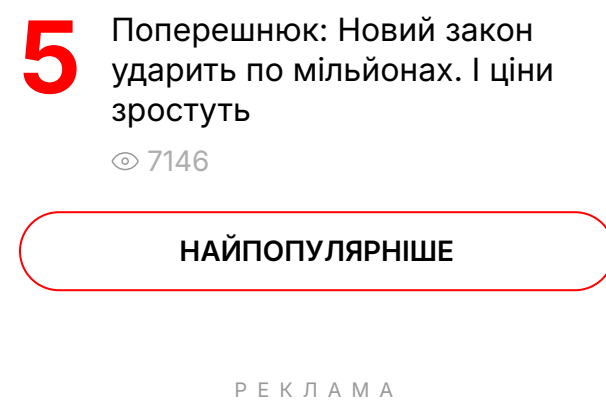 5
Поперешнюк: Новий закон
ударить по мільйонах. І ціни
зростуть
7146
НАЙПОПУЛЯРНІШЕ
РЕКЛАМА